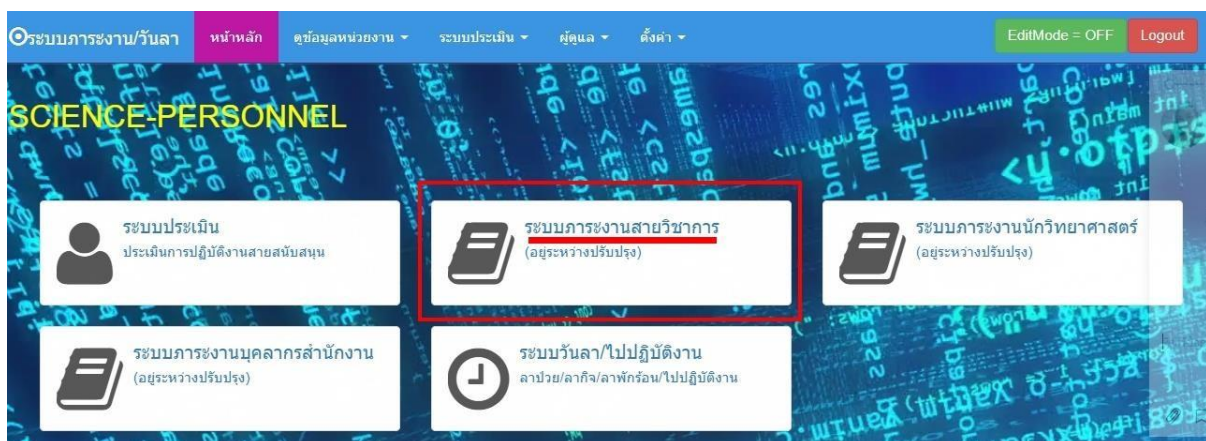 ระบบภาระงาน/วันลา หน้าหลัก ดูข้อมูลหน่วยงาน ระบบประเมิน ผู้ดูแล ตั้งค่า EditMode = OFF Logout
SCIENCE-PERSONNEL
ระบบประเมิน
ประเมินการปฏิบัติงานสายสนับสนุน
ระบบภาระงานสายวิชาการ
(อยู่ระหว่างปรับปรุง)
ระบบภาระงานนักวิทยาศาสตร์
(อยู่ระหว่างปรับปรุง)
ระบบภาระงานบุคลากรสำนักงาน
(อยู่ระหว่างปรับปรุง)
ระบบวันลา/ไปปฏิบัติงาน
ลาป่วย/ลากิจ/ลาพักร้อน/ไปปฏิบัติงาน